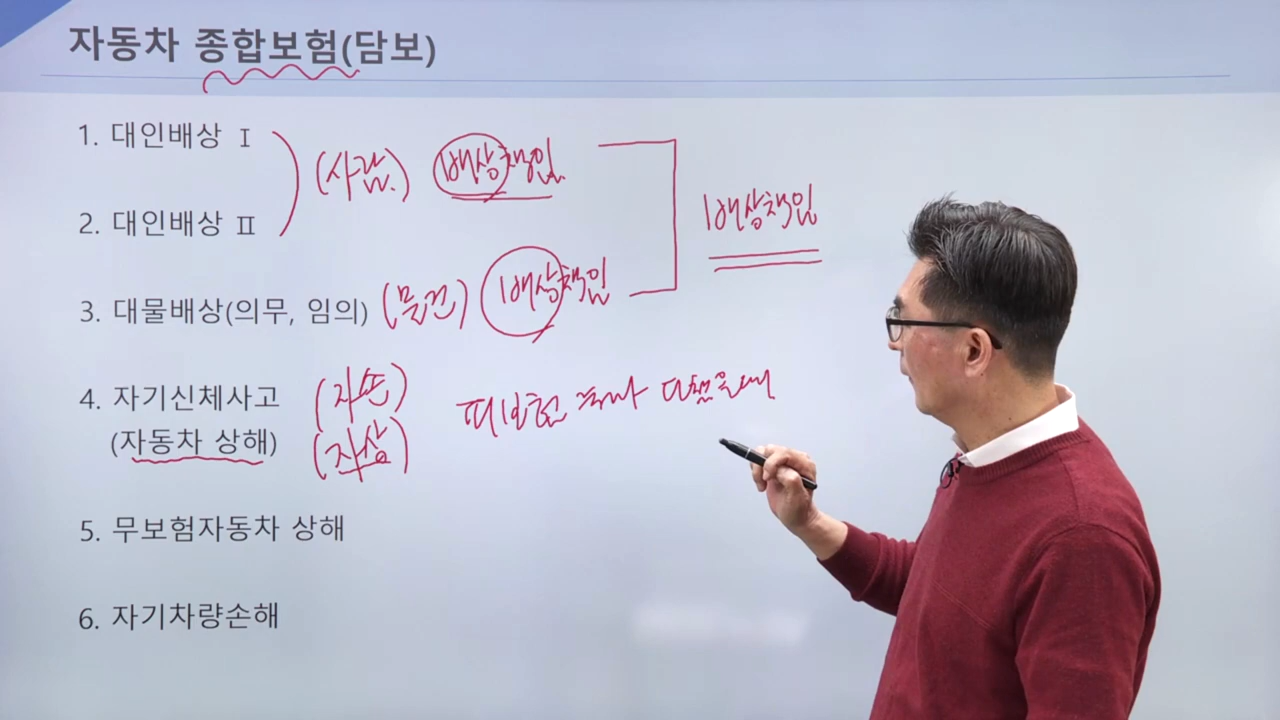 자동차 종합보험(담보)
1. 대인배상 Ⅰ
(사람) 배상책임
배상책임
2. 대인배상 Ⅱ
3. 대물배상(의무, 임의) (물건) 배상책임
4. 자기신체사고 (자손)
(자동차 상해) (자상)
피보험
5. 무보험자동차 상해
6. 자기차량손해